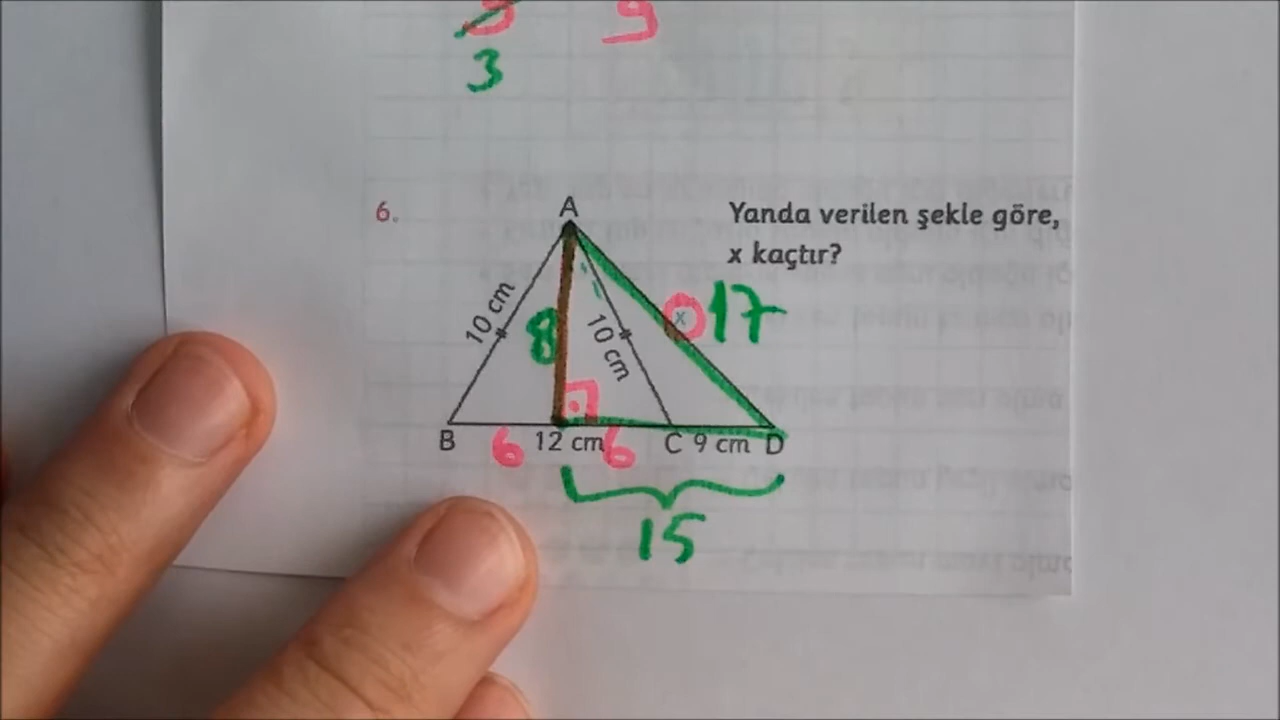 3 9
3
6.
Yanda verilen şekle göre,
x kaçtır?
A
10 cm
8
10 cm
x
17
B
6
12 cm
6
C
9 cm
D
15